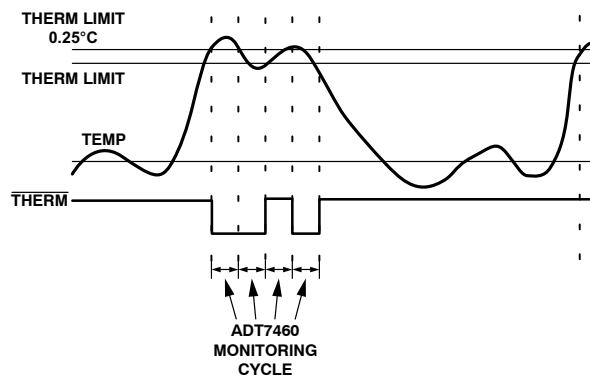 THERM LIMIT
0.25°C
THERM LIMIT
TEMP
THERM
ADT7460
MONITORING
CYCLE